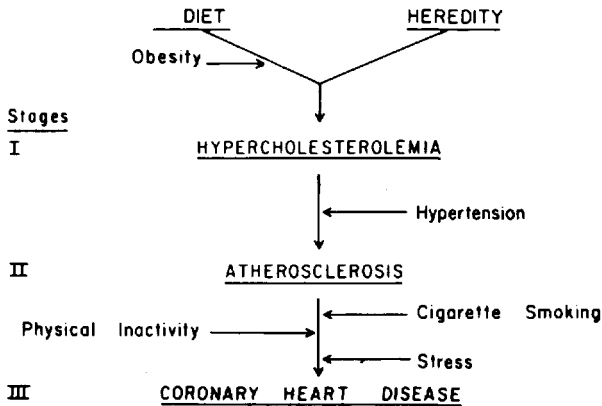 DIET HEREDITY
Obesity
Stages
I HYPERCHOLESTEROLEMIA
Hypertension
II ATHEROSCLEROSIS
Cigarette Smoking
Physical Inactivity
Stress
III CORONARY HEART DISEASE